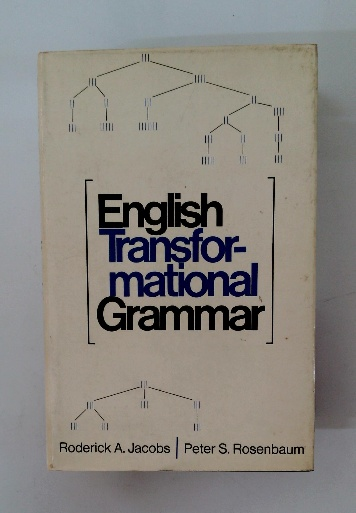 English
Transfor-
mational
Grammar
Roderick A. Jacobs | Peter S. Rosenbaum